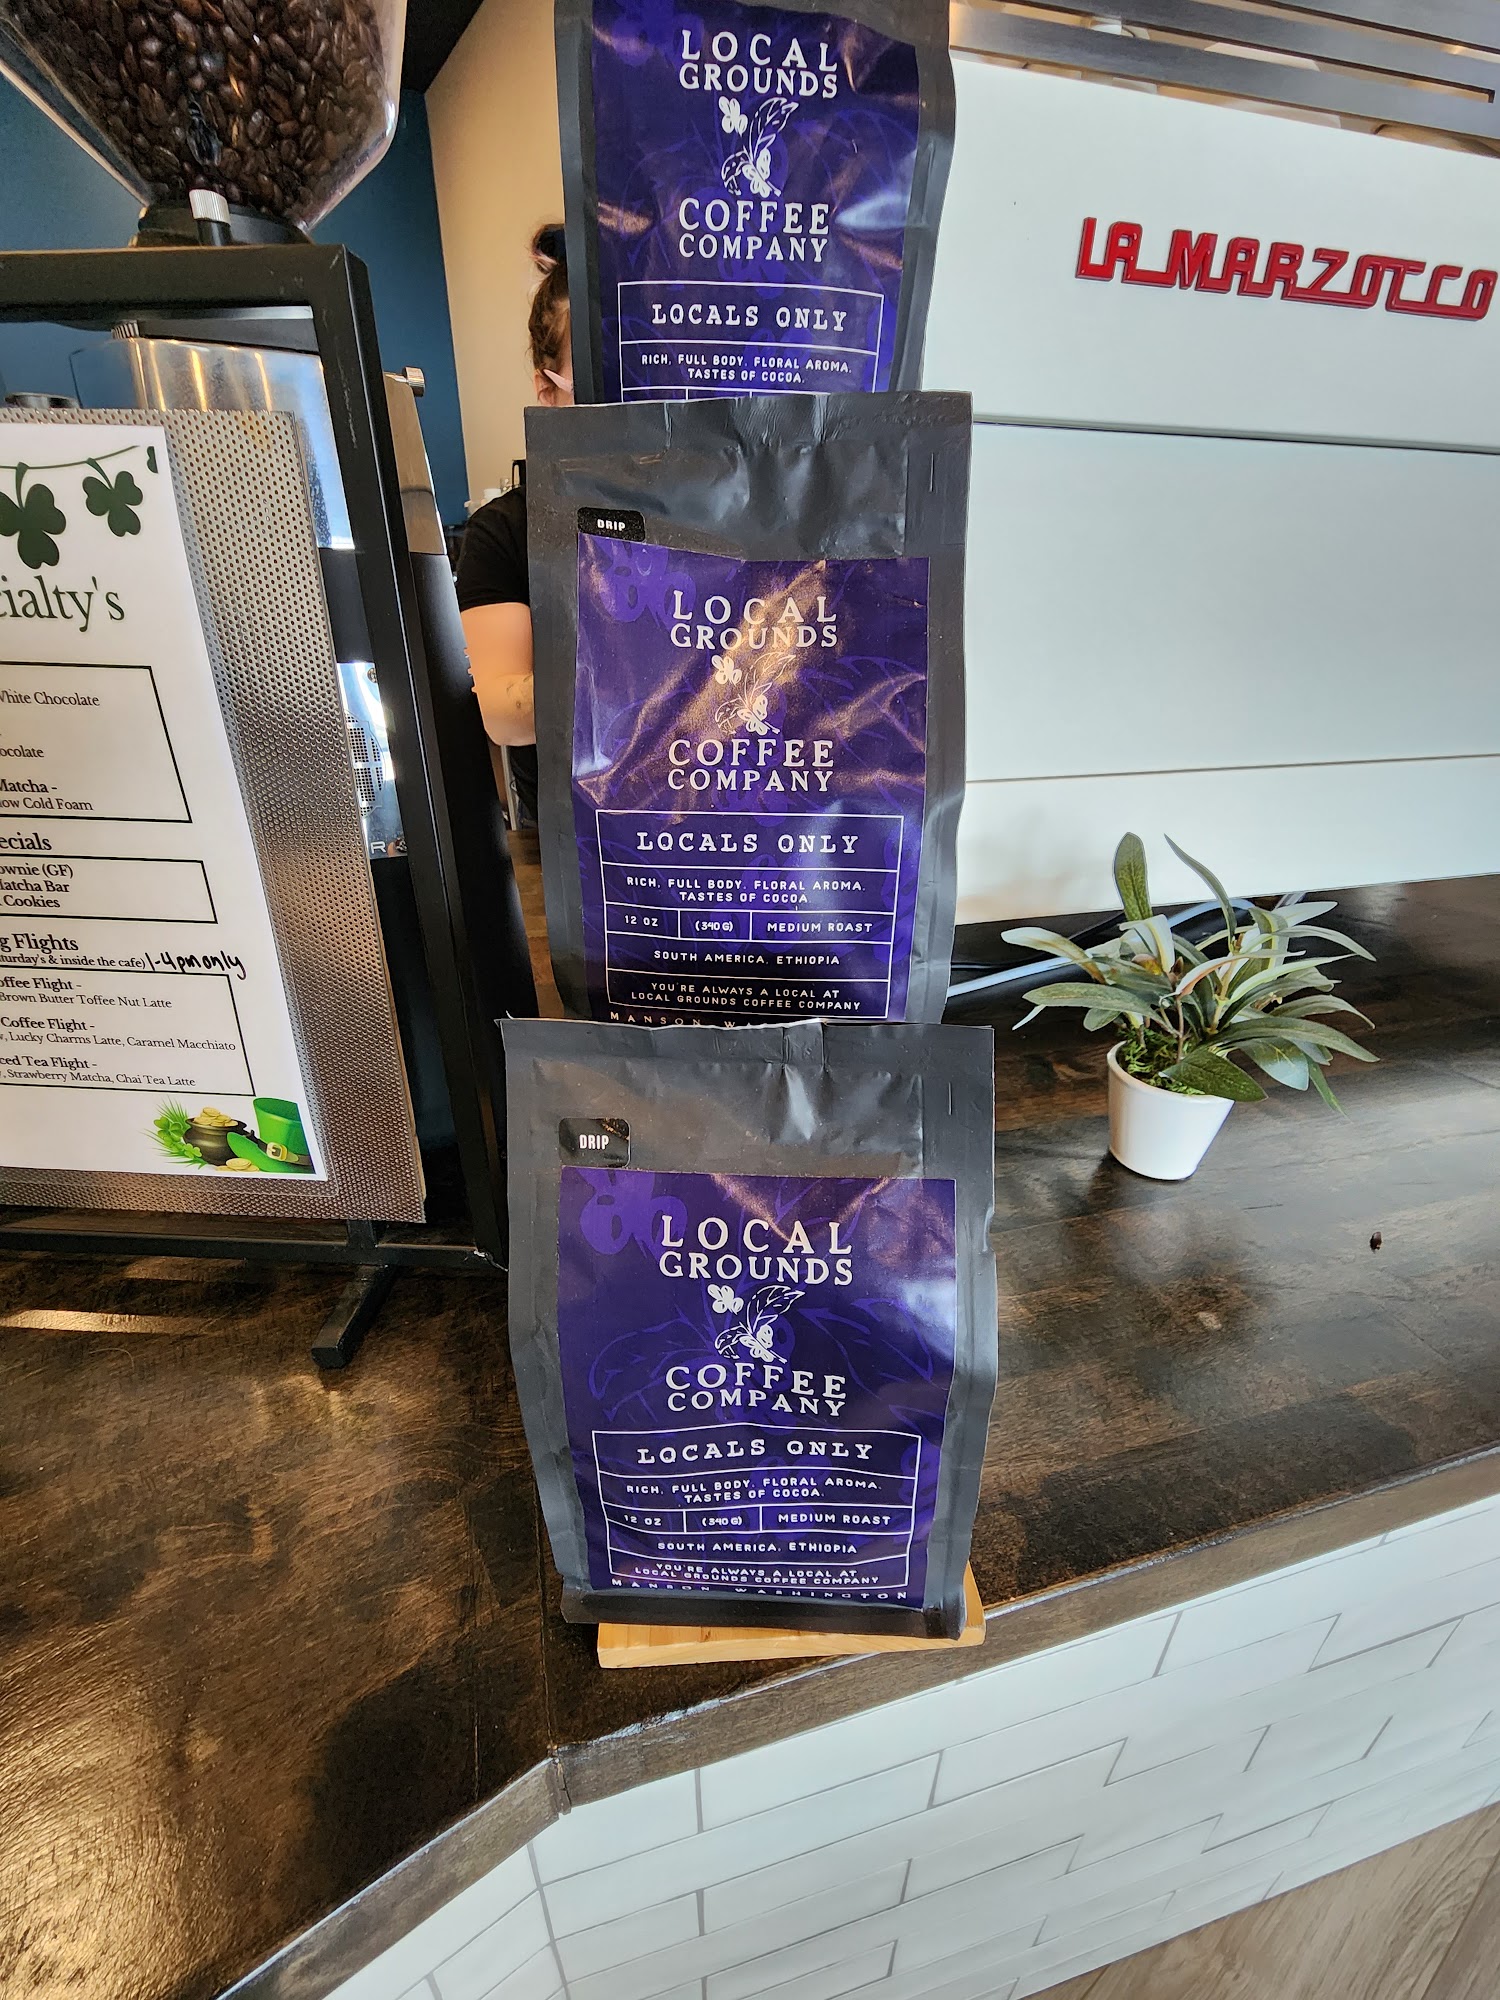 LOCAL
GROUNDS
COFFEE
COMPANY
LOCALS ONLY
RICH, FULL BODY. FLORAL AROMA.
TASTES OF COCOA.
LA MARZOCCO
DRIP
LOCAL
GROUNDS
COFFEE
COMPANY
LOCALS ONLY
RICH, FULL BODY. FLORAL AROMA.
TASTES OF COCOA.
12 OZ (340 G) MEDIUM ROAST
SOUTH AMERICA, ETHIOPIA
YOU'RE ALWAYS A LOCAL AT
LOCAL GROUNDS COFFEE COMPANY
MANSON, WA
DRIP
LOCAL
GROUNDS
COFFEE
COMPANY
LOCALS ONLY
RICH, FULL BODY. FLORAL AROMA.
TASTES OF COCOA.
12 OZ (340 G) MEDIUM ROAST
SOUTH AMERICA, ETHIOPIA
YOU'RE ALWAYS A LOCAL AT
LOCAL GROUNDS COFFEE COMPANY
MANSON, WASHINGTON
cialty's
White Chocolate
ocolate
Matcha -
low Cold Foam
ecials
ownie (GF)
Matcha Bar
Cookies
g Flights
aturday's & inside the cafe) 1-4pm only
offee Flight -
Brown Butter Toffee Nut Latte
Coffee Flight -
Lucky Charms Latte, Caramel Macchiato
ced Tea Flight -
Strawberry Matcha, Chai Tea Latte